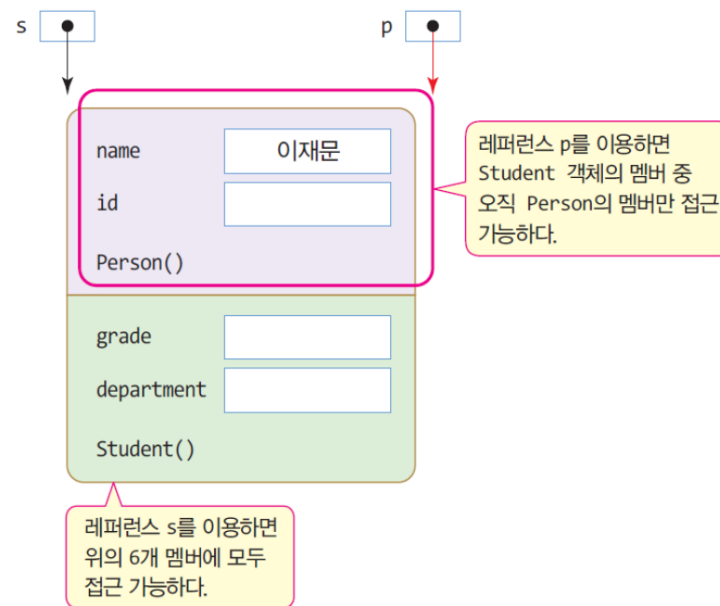 s
p
name
이재문
id
Person()
레퍼런스 p를 이용하면
Student 객체의 멤버 중
오직 Person의 멤버만 접근
가능하다.
grade
department
Student()
레퍼런스 s를 이용하면
위의 6개 멤버에 모두
접근 가능하다.